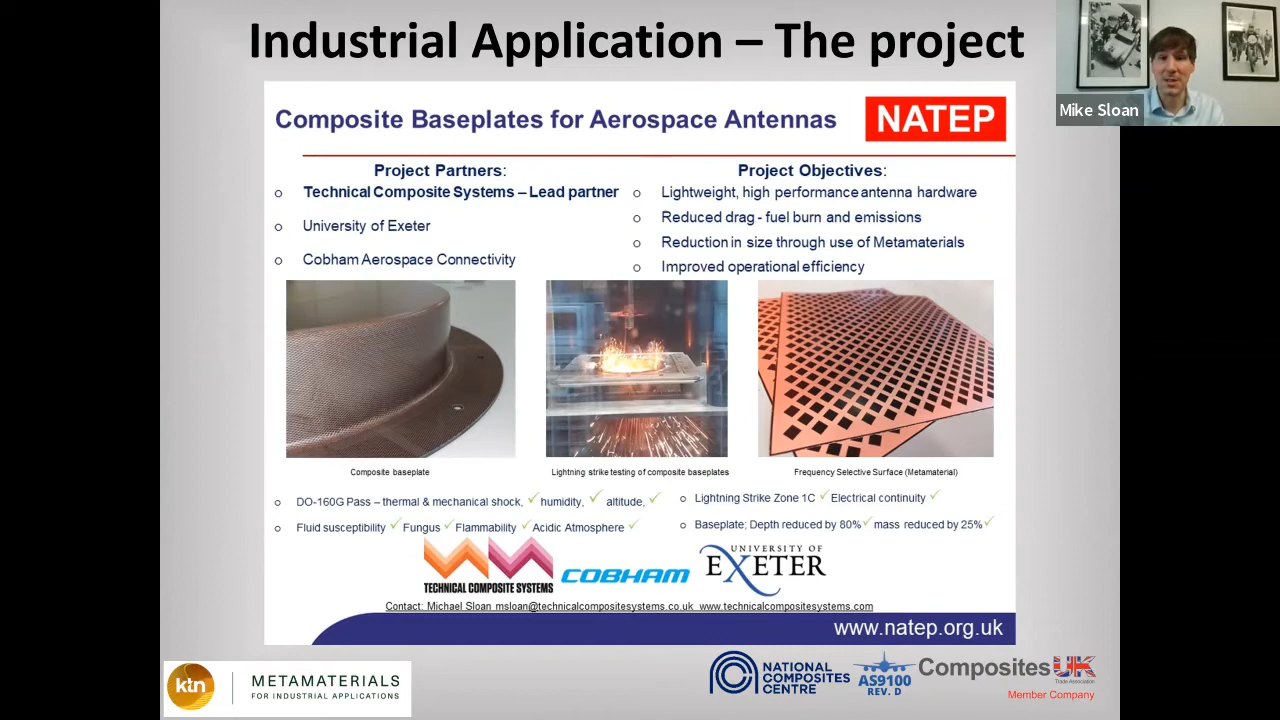 Industrial Application – The project
Mike Sloan
Composite Baseplates for Aerospace Antennas
NATEP
Project Partners:
o Technical Composite Systems – Lead partner
o University of Exeter
o Cobham Aerospace Connectivity
Project Objectives:
o Lightweight, high performance antenna hardware
o Reduced drag - fuel burn and emissions
o Reduction in size through use of Metamaterials
o Improved operational efficiency
Composite baseplate
Lightning strike testing of composite baseplates
Frequency Selective Surface (Metamaterial)
o DO-160G Pass – thermal & mechanical shock, ✓ humidity, ✓ altitude, ✓
o Fluid susceptibility ✓ Fungus ✓ Flammability ✓ Acidic Atmosphere ✓
o Lightning Strike Zone 1C ✓ Electrical continuity ✓
o Baseplate; Depth reduced by 80% ✓ mass reduced by 25% ✓
TECHNICAL COMPOSITE SYSTEMS
COBHAM
UNIVERSITY OF
EXETER
Contact: Michael Sloan msloan@technicalcompositesystems.co.uk www.technicalcompositesystems.com
www.natep.org.uk
ktn
METAMATERIALS
FOR INDUSTRIAL APPLICATIONS
NATIONAL
COMPOSITES
CENTRE
AS9100
REV. D
Composites UK
Trade Association
Member Company